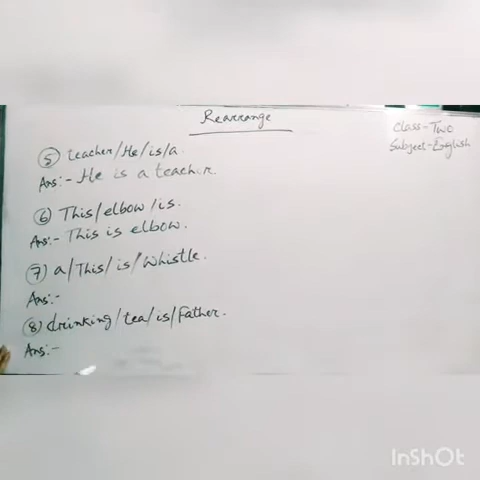 Rearrange
Class-Two
Subject-English
5) teacher/He/is/a.
Ans:- He is a teacher.
6) This/elbow/is.
Ans:- This is elbow.
7) a/This/is/whistle.
Ans:-
8) drinking/tea/is/Father.
Ans:-
InShOt